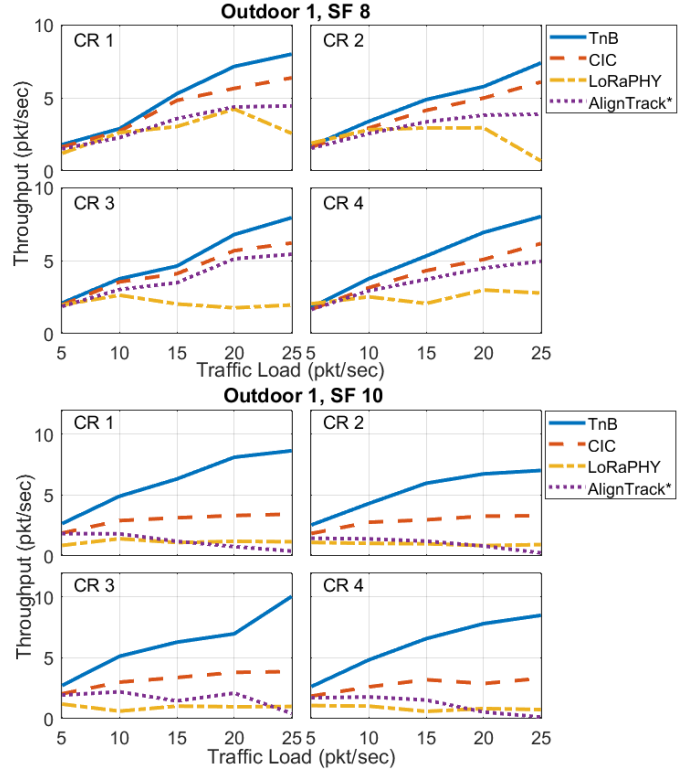 Outdoor 1, SF 8
CR 1
CR 2
TnB
CIC
LoRaPHY
AlignTrack*
10
5
0
CR 3
CR 4
10
5
0
5 10 15 20 25 5 10 15 20 25
Throughput (pkt/sec)
Traffic Load (pkt/sec)
Outdoor 1, SF 10
CR 1
CR 2
TnB
CIC
LoRaPHY
AlignTrack*
10
5
0
CR 3
CR 4
10
5
0
5 10 15 20 25 5 10 15 20 25
Throughput (pkt/sec)
Traffic Load (pkt/sec)